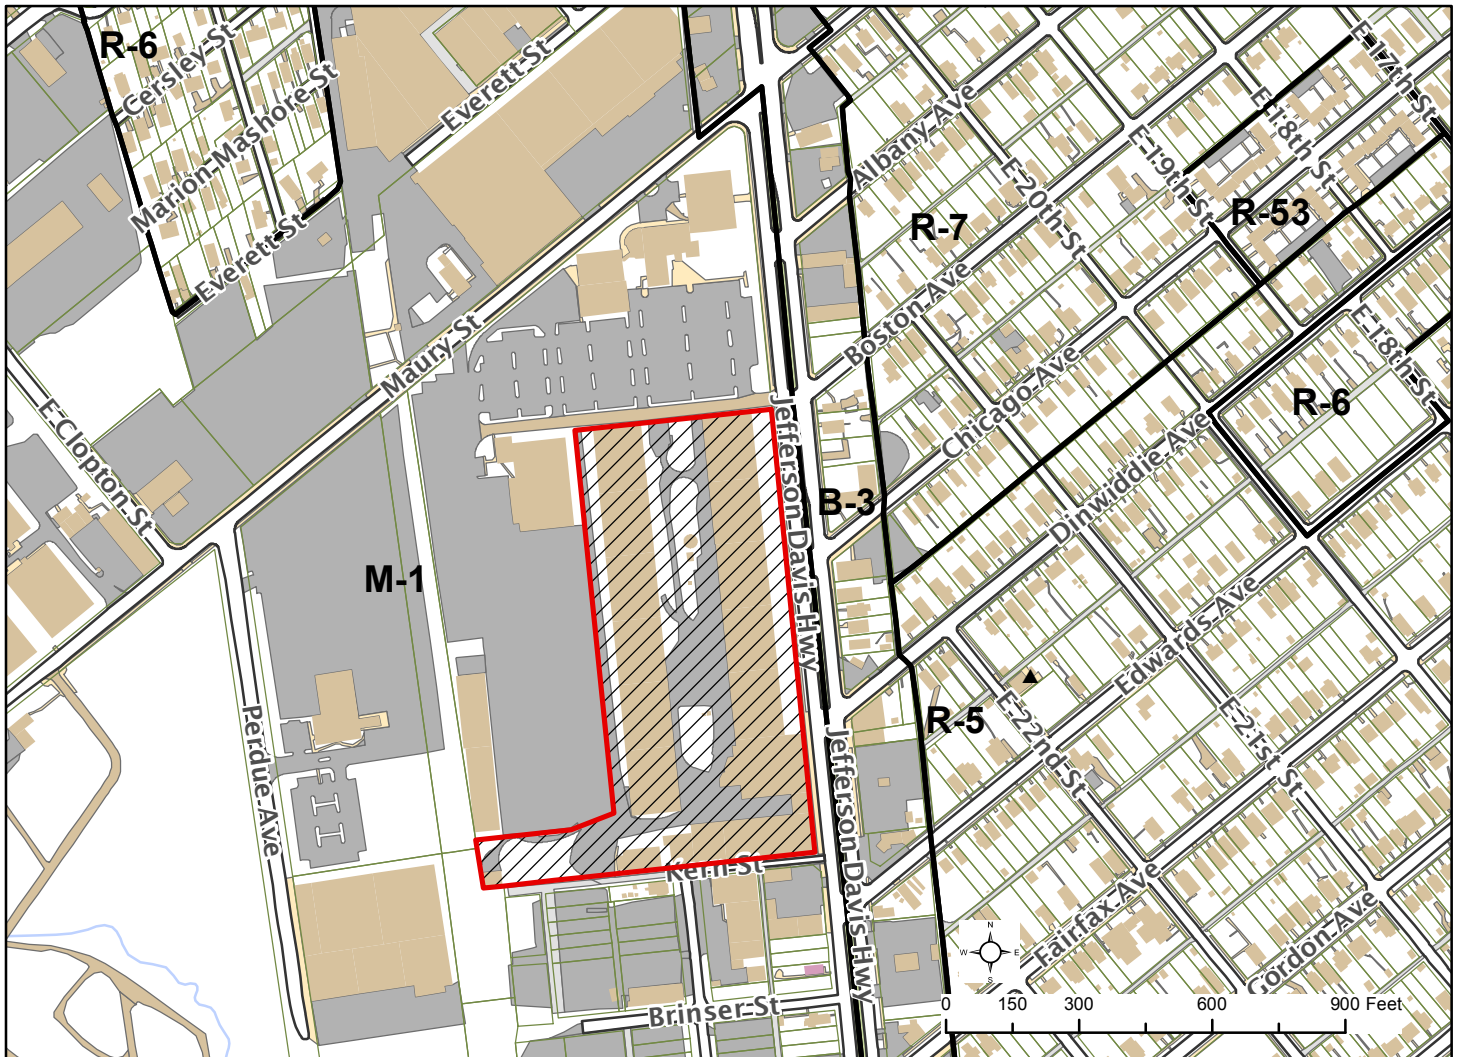 R-6
Cersley St
Marion-Mashore-St
Everett-St
Everett St
Maury-St
Albany-Ave
E-20th-St
E-19th-St
E-18th-St
E-17th-St
R-7
R-53
Boston-Ave
Chicago-Ave
Jefferson-Davis-Hwy
B-3
E-Clopton-St
M-1
Dinwiddie-Ave
E-18th-St
R-6
Edwards-Ave
R-5
E-22nd-St
E-21st St
Perdue-Ave
Jefferson-Davis-Hwy
Kern-St
Fairfax Ave
Gordon-Ave
Brinser St
N
W
E
S
0 150 300 600 900 Feet